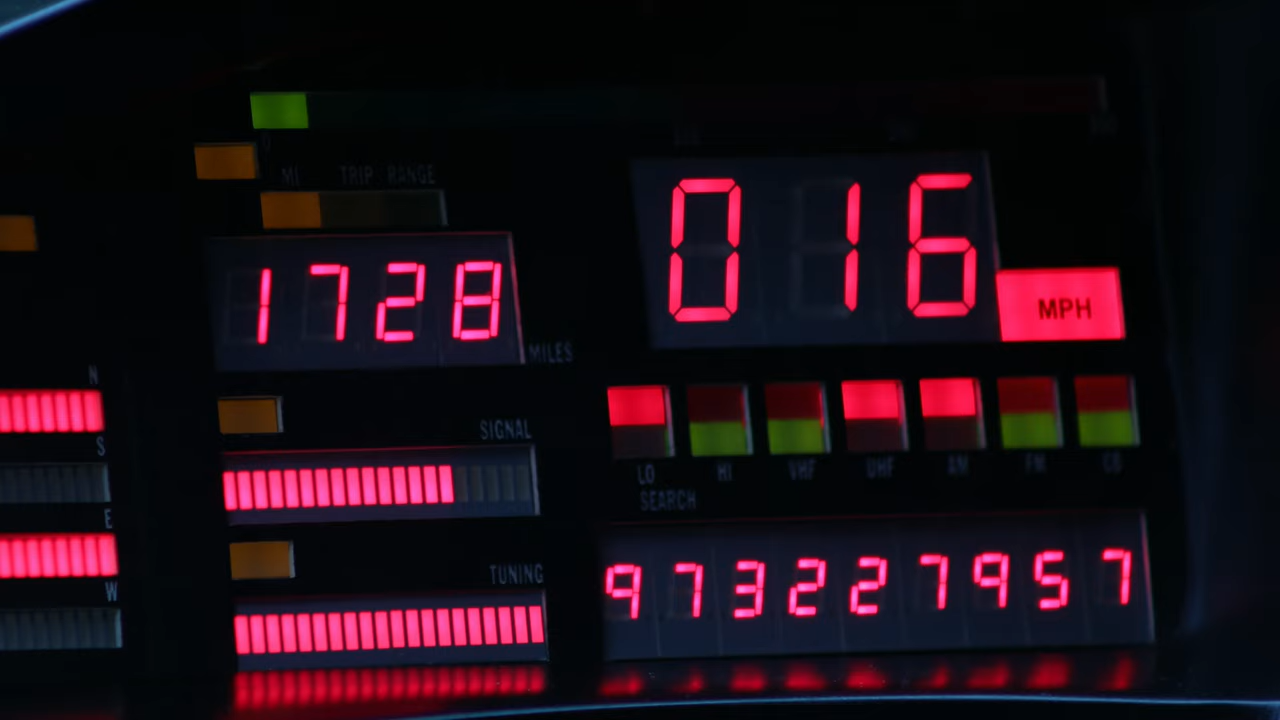 MI TRIP RANGE
1728
MILES
016
MPH
N
S
E
W
SIGNAL
TUNING
LO HI VHF UHF AM FM CB
SEARCH
973227957